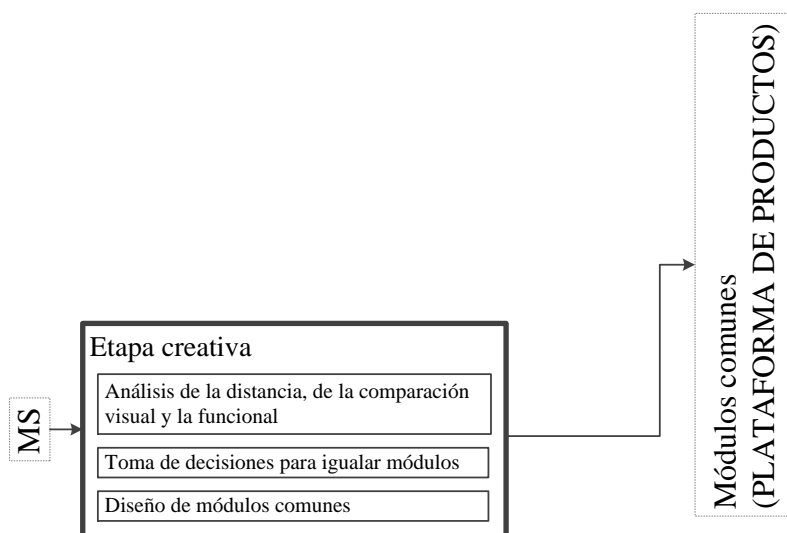 MS
Etapa creativa
Análisis de la distancia, de la comparación
visual y la funcional
Toma de decisiones para igualar módulos
Diseño de módulos comunes
Módulos comunes
(PLATAFORMA DE PRODUCTOS)